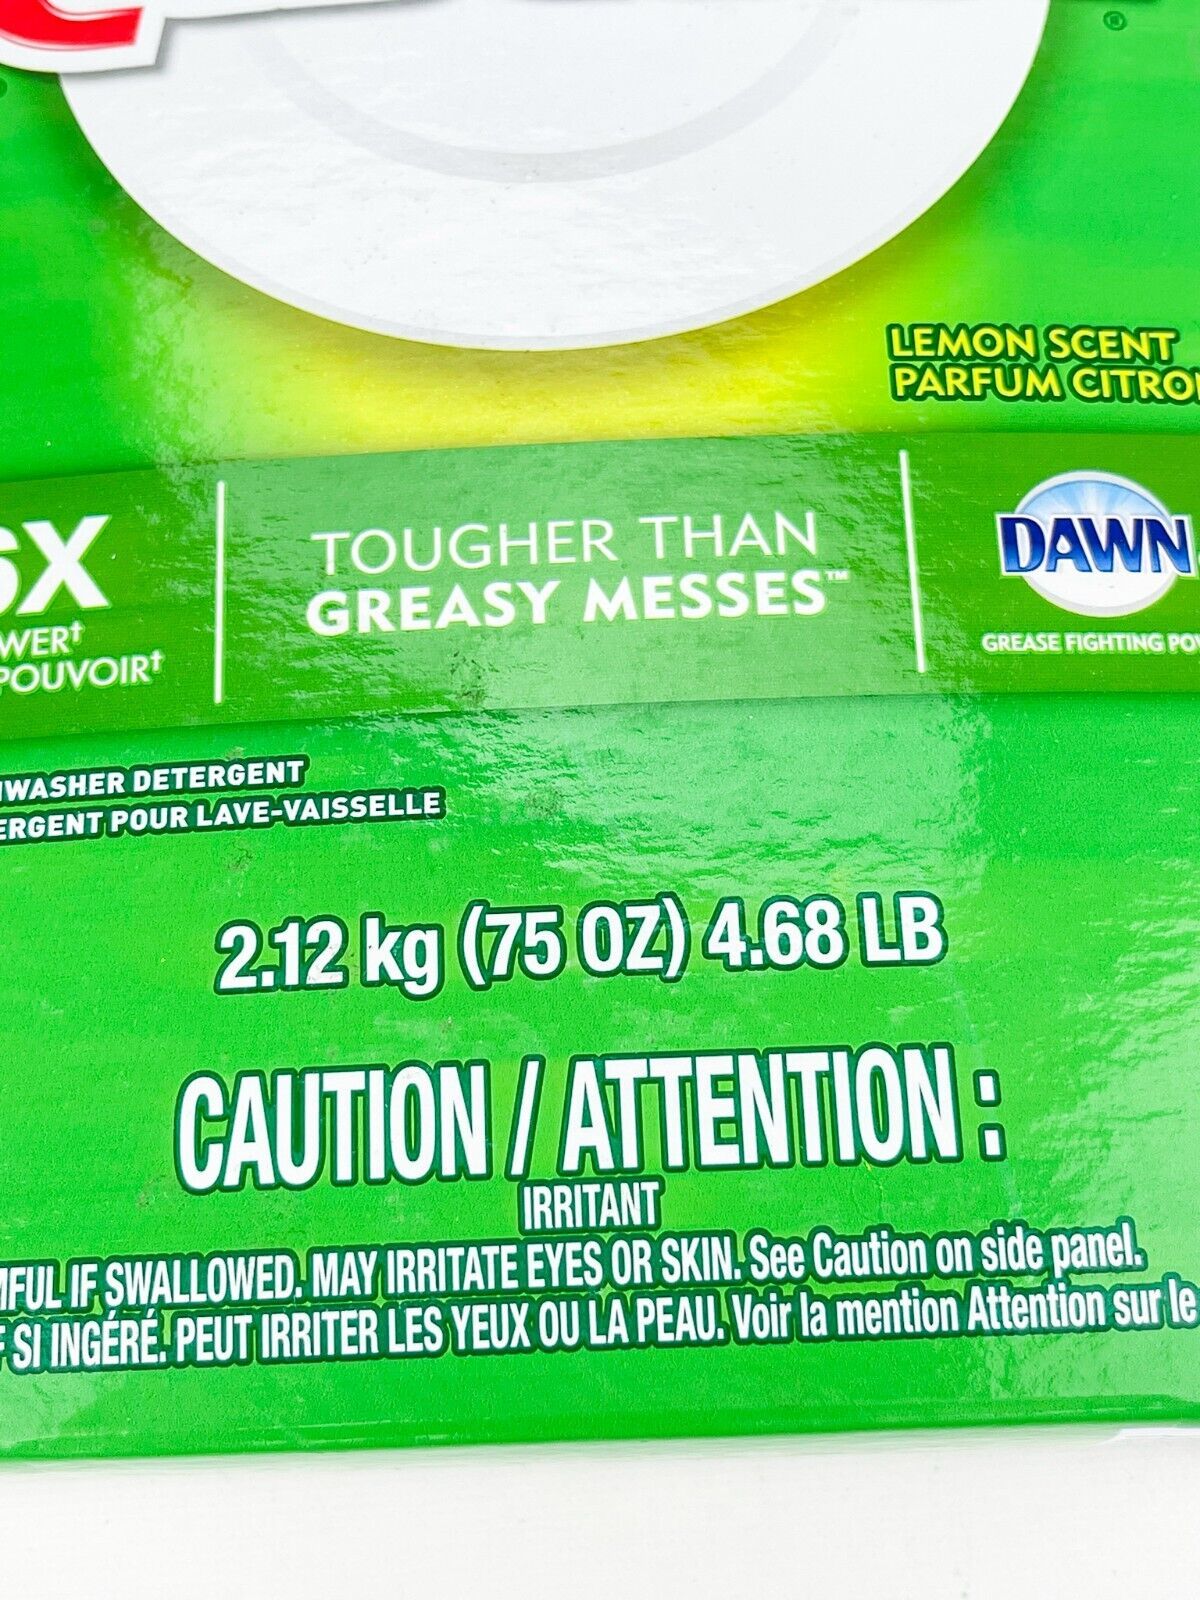 ®
LEMON SCENT
PARFUM CITRO
X
TOUGHER THAN
GREASY MESSES™
WER†
POUVOIR†
DAWN
GREASE FIGHTING PO
WASHER DETERGENT
ERGENT POUR LAVE-VAISSELLE
2.12 kg (75 OZ) 4.68 LB
CAUTION / ATTENTION :
IRRITANT
MFUL IF SWALLOWED. MAY IRRITATE EYES OR SKIN. See Caution on side panel.
F SI INGÉRÉ. PEUT IRRITER LES YEUX OU LA PEAU. Voir la mention Attention sur le